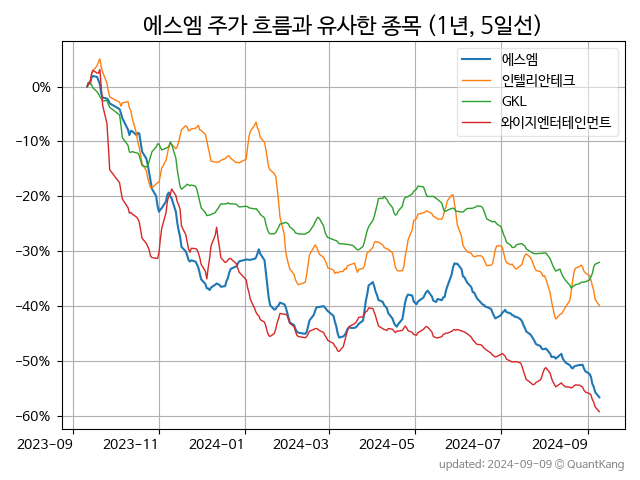 에스엠 주가 흐름과 유사한 종목 (1년, 5일선)
에스엠
인텔리안테크
GKL
와이지엔터테인먼트
0%
−10%
−20%
−30%
−40%
−50%
−60%
2023-09 2023-11 2024-01 2024-03 2024-05 2024-07 2024-09
updated: 2024-09-09 © QuantKang